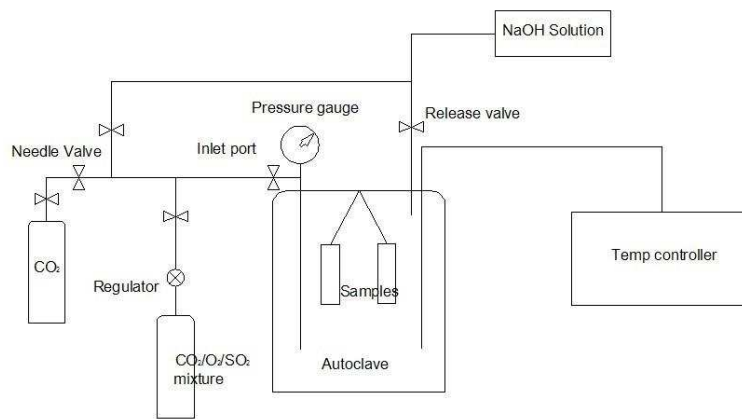 NaOH Solution
Pressure gauge
Release valve
Needle Valve
Inlet port
CO₂
Temp controller
Regulator
Samples
CO₂/O₂/SO₂
mixture
Autoclave